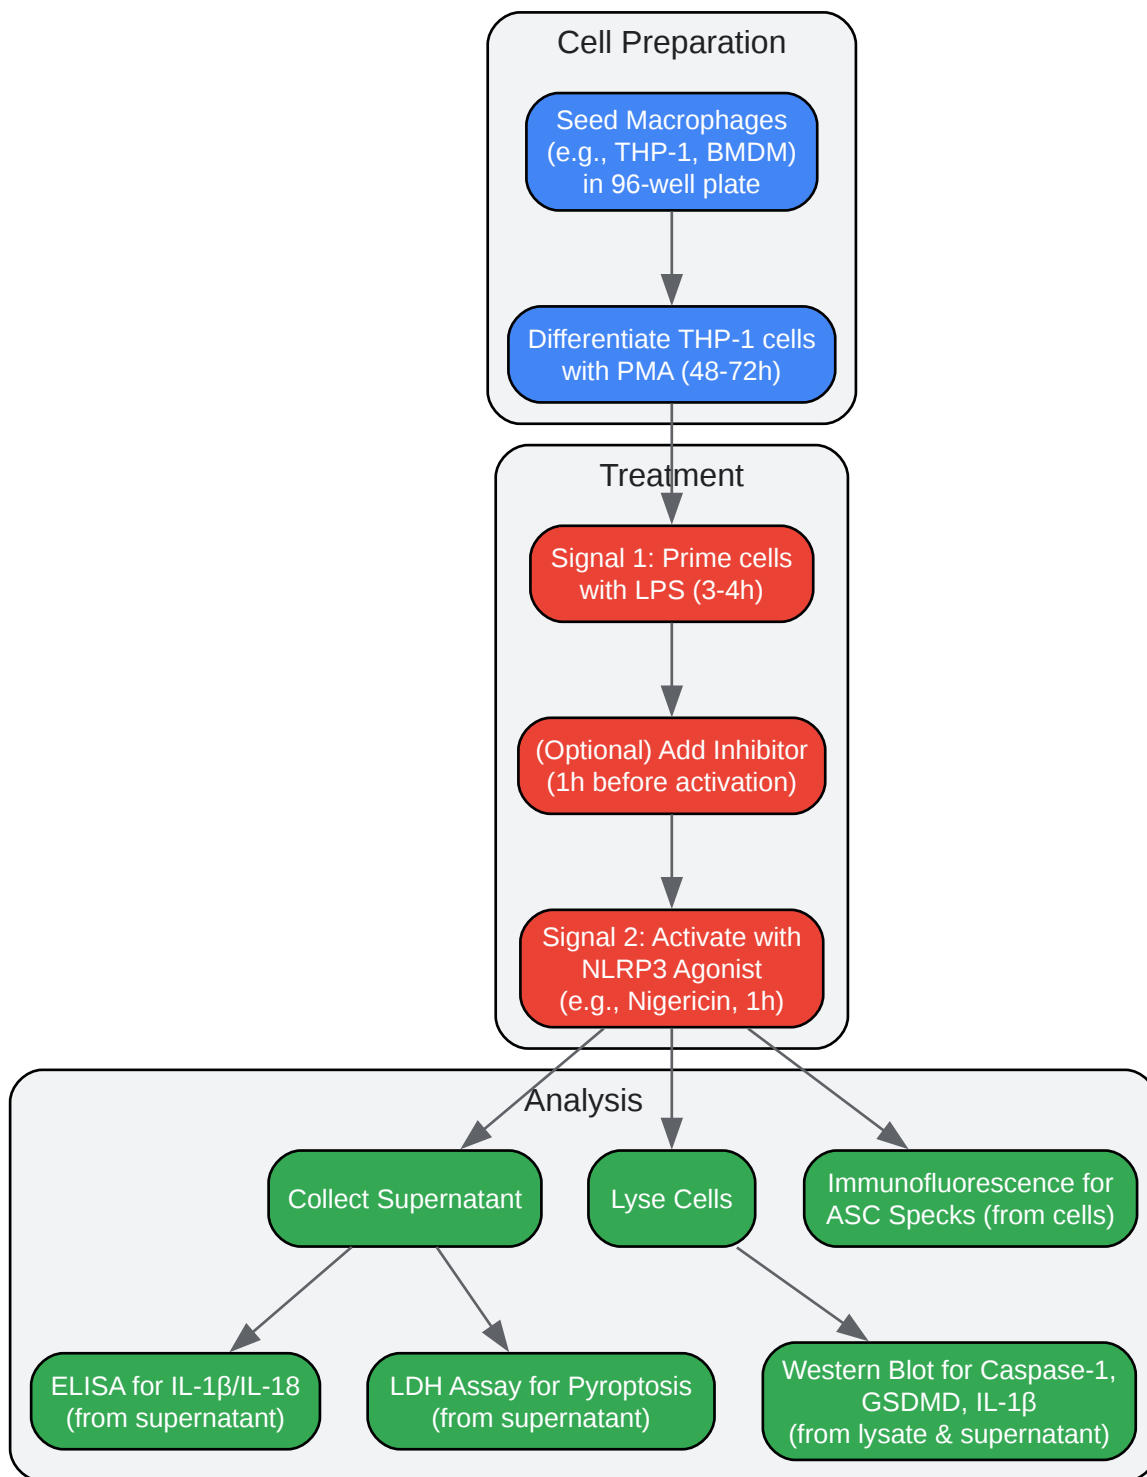 Cell Preparation
Seed Macrophages
(e.g., THP-1, BMDM)
in 96-well plate
Differentiate THP-1 cells
with PMA (48-72h)
Treatment
Signal 1: Prime cells
with LPS (3-4h)
(Optional) Add Inhibitor
(1h before activation)
Signal 2: Activate with
NLRP3 Agonist
(e.g., Nigericin, 1h)
Analysis
Collect Supernatant
Lyse Cells
Immunofluorescence for
ASC Specks (from cells)
ELISA for IL-1β/IL-18
(from supernatant)
LDH Assay for Pyroptosis
(from supernatant)
Western Blot for Caspase-1,
GSDMD, IL-1β
(from lysate & supernatant)